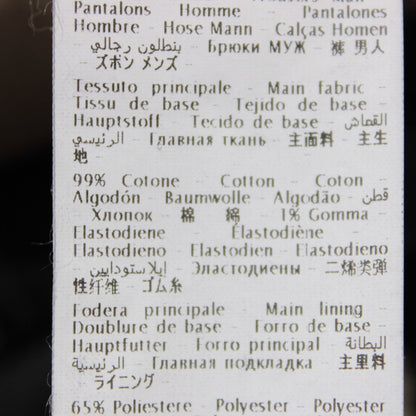 Pantalons Homme - Pantalones
Hombre - Hose Mann - Calças Homen
- بنطلون رجالي - Брюки МУЖ - 裤 男人
- ズボン メンズ -
Tessuto principale - Main fabric -
Tissu de base - Tejido de base -
Hauptstoff - Tecido de base - القماش
الرئيسي - Главная ткань - 主面料 - 主生
地 -
99% Cotone - Cotton - Coton -
Algodón - Baumwolle - Algodão - قطن
- Хлопок - 棉 - 綿 - 1% Gomma -
Elastodiene - Elastodiène -
Elastodieno - Elastodien - Elastodieno
- إيلاستودايين - Эластодиены - 二烯类弹
性纤维 - ゴム糸
Fodera principale - Main lining -
Doublure de base - Forro de base -
Hauptfutter - Forro principal - البطانة
الرئيسية - Главная подкладка - 主里料
- ライニング -
65% Poliestere - Polyester - Polyester